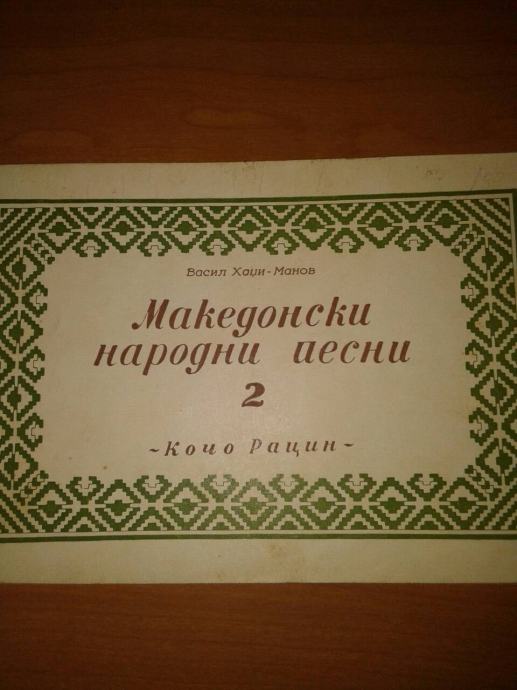 Васил Хаџи-Манов
Македонски
народни песни
2
~Кочо Рацин~